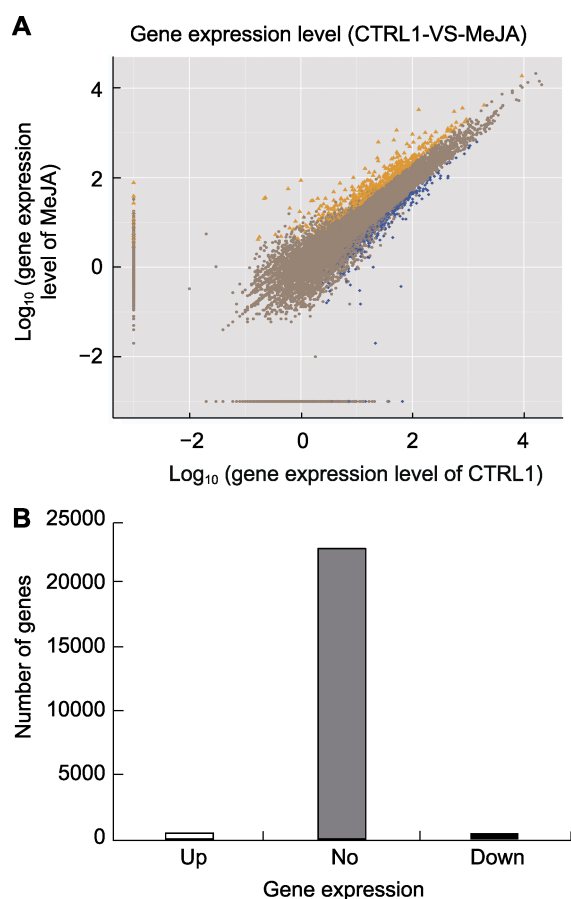 A
Gene expression level (CTRL1-VS-MeJA)
Log₁₀ (gene expression
level of MeJA)
4
2
0
−2
−2
0
2
4
Log₁₀ (gene expression level of CTRL1)
B
Number of genes
25000
20000
15000
10000
5000
0
Up
No
Down
Gene expression